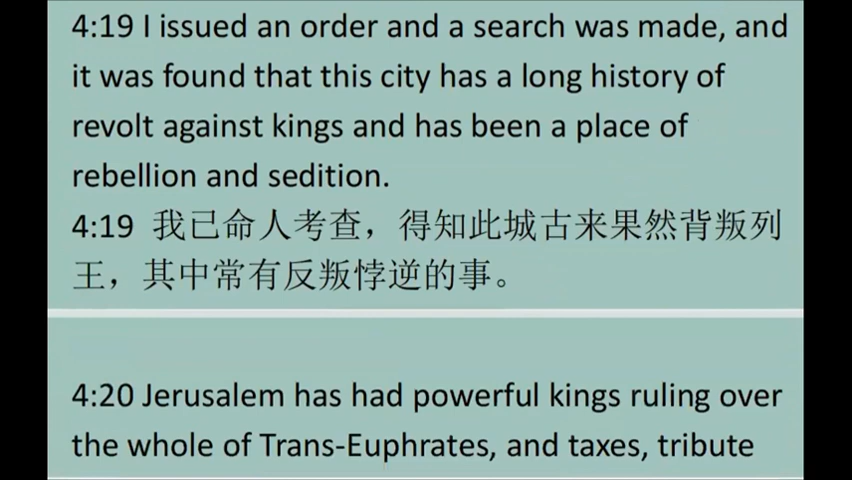 4:19 I issued an order and a search was made, and
it was found that this city has a long history of
revolt against kings and has been a place of
rebellion and sedition.
4:19 我已命人考查，得知此城古来果然背叛列
王，其中常有反叛悖逆的事。
4:20 Jerusalem has had powerful kings ruling over
the whole of Trans-Euphrates, and taxes, tribute